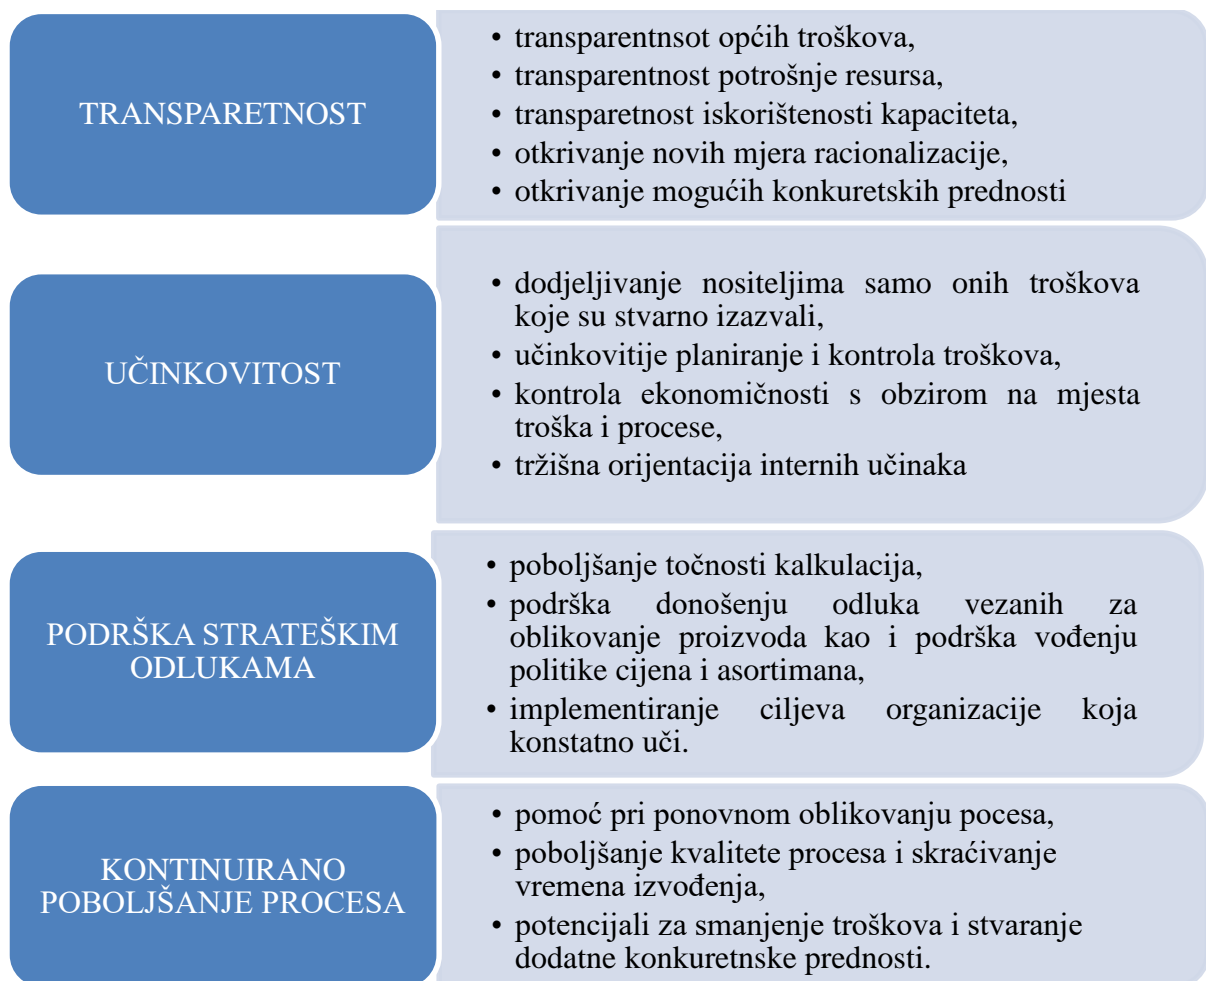 TRANSPARETNOST
• transparentnsot općih troškova,
• transparentnost potrošnje resursa,
• transparetnost iskorištenosti kapaciteta,
• otkrivanje novih mjera racionalizacije,
• otkrivanje mogućih konkuretskih prednosti
UČINKOVITOST
• dodjeljivanje nositeljima samo onih troškova
koje su stvarno izazvali,
• učinkovitije planiranje i kontrola troškova,
• kontrola ekonomičnosti s obzirom na mjesta
troška i procese,
• tržišna orijentacija internih učinaka
PODRŠKA STRATEŠKIM
ODLUKAMA
• poboljšanje točnosti kalkulacija,
• podrška donošenju odluka vezanih za
oblikovanje proizvoda kao i podrška vođenju
politike cijena i asortimana,
• implementiranje ciljeva organizacije koja
konstatno uči.
KONTINUIRANO
POBOLJŠANJE PROCESA
• pomoć pri ponovnom oblikovanju pocesa,
• poboljšanje kvalitete procesa i skraćivanje
vremena izvođenja,
• potencijali za smanjenje troškova i stvaranje
dodatne konkuretnske prednosti.